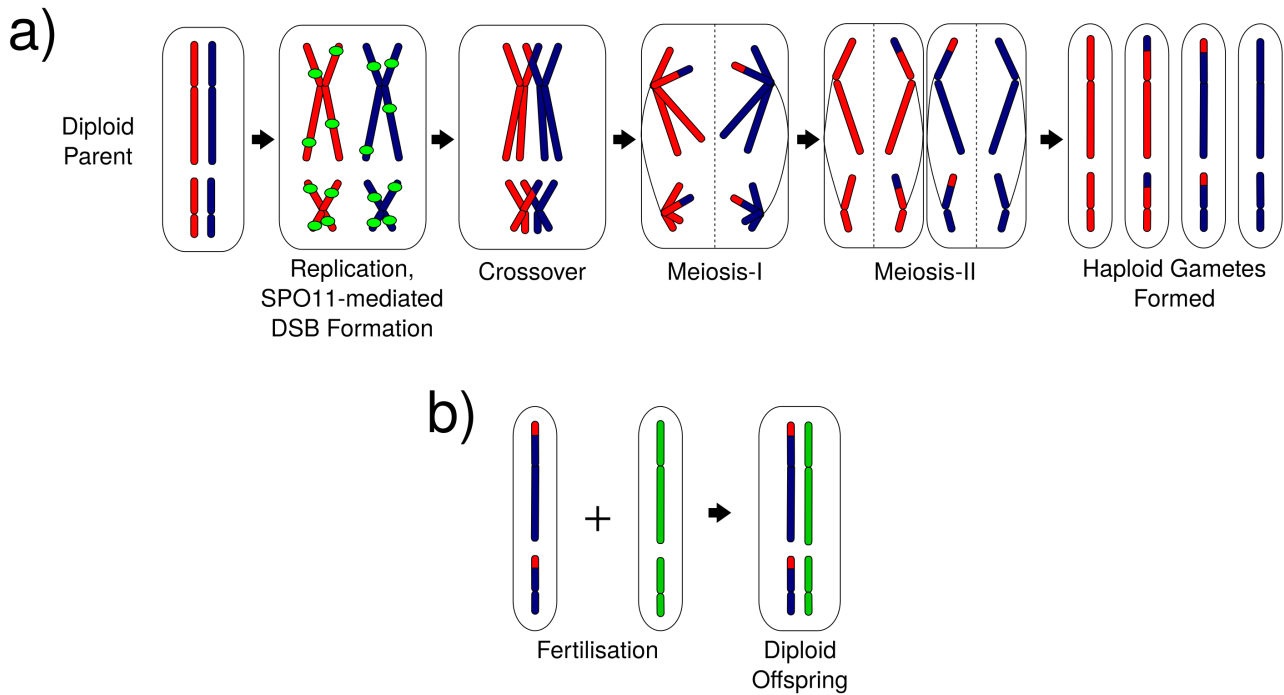 a)
Diploid
Parent
Replication,
SPO11-mediated
DSB Formation
Crossover
Meiosis-I
Meiosis-II
Haploid Gametes
Formed
b)
+
Fertilisation
Diploid
Offspring